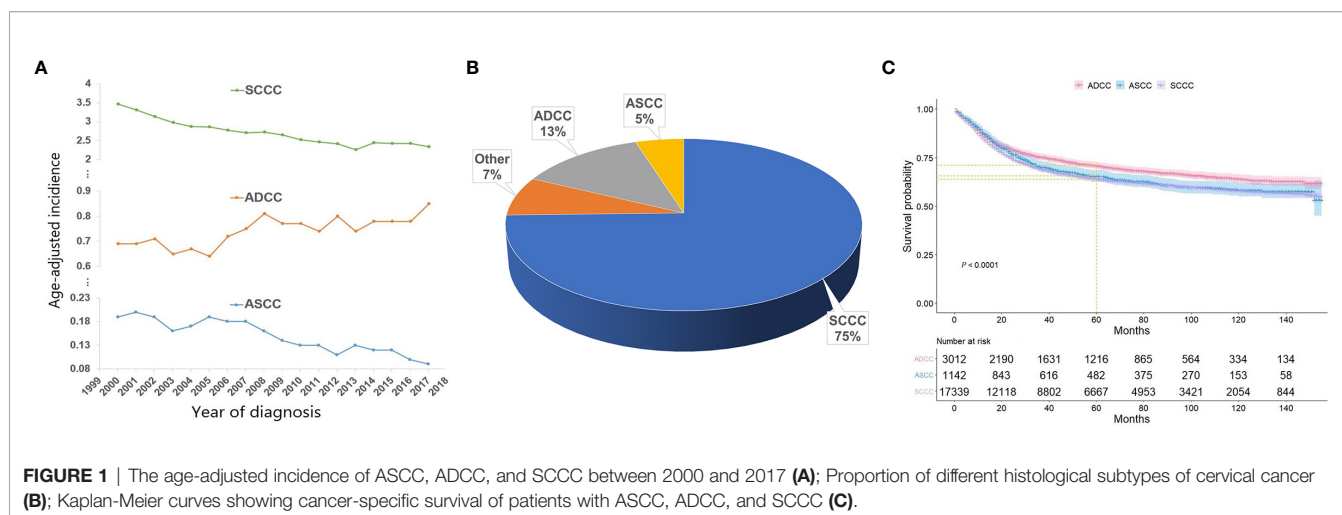 A
Age-adjusted incidience
4
3.5
3
2.5
2
⋮
0.9
0.8
0.7
0.6
⋮
0.23
0.18
0.13
0.08
SCCC
ADCC
ASCC
1999 2000 2001 2002 2003 2004 2005 2006 2007 2008 2009 2010 2011 2012 2013 2014 2015 2016 2017 2018
Year of diagnosis
B
ASCC
5%
ADCC
13%
Other
7%
SCCC
75%
C
ADCC ASCC SCCC
Survival probability
1.00
0.75
0.50
0.25
0.00
P < 0.0001
0 20 40 60 80 100 120 140
Months
Number at risk
ADCC 3012 2190 1631 1216 865 564 334 134
ASCC 1142 843 616 482 375 270 153 58
SCCC 17339 12118 8802 6667 4953 3421 2054 844
0 20 40 60 80 100 120 140
Months
FIGURE 1 | The age-adjusted incidence of ASCC, ADCC, and SCCC between 2000 and 2017 (A); Proportion of different histological subtypes of cervical cancer
(B); Kaplan-Meier curves showing cancer-specific survival of patients with ASCC, ADCC, and SCCC (C).